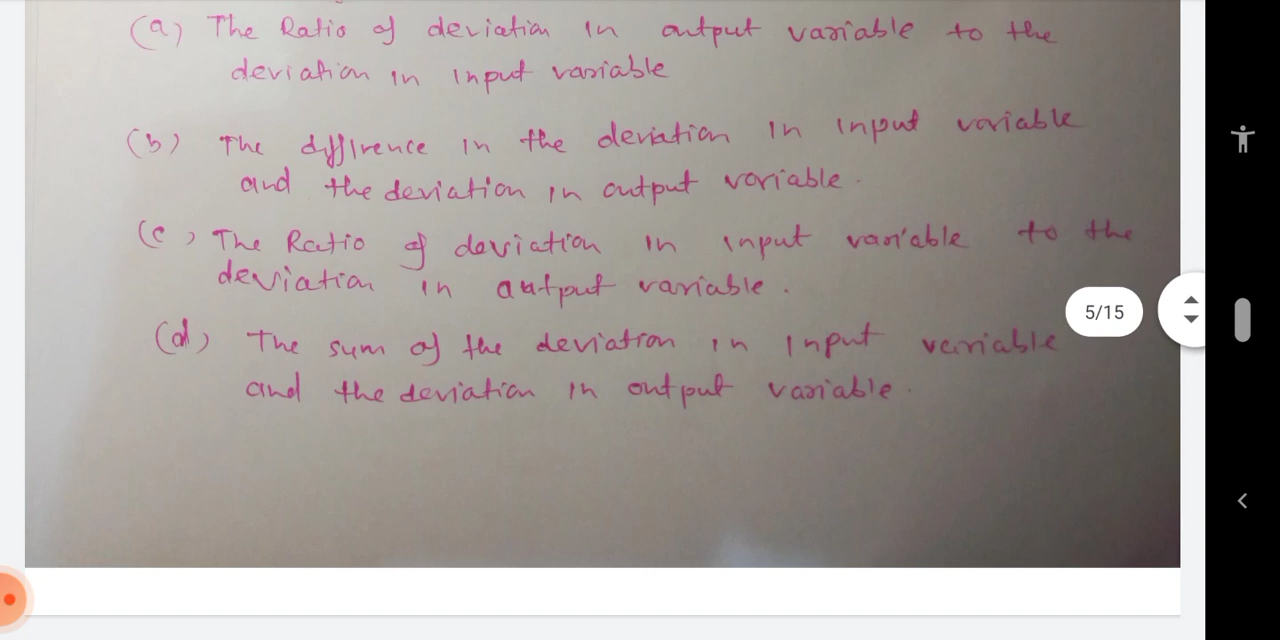 (a) The Ratio of deviation in output variable to the
deviation in input variable
(b) The diffirence in the deviation in input variable
and the deviation in output variable.
(c) The Ratio of deviation in input variable to the
deviation in output variable.
5/15
(d) The sum of the deviation in input variable
and the deviation in output variable.